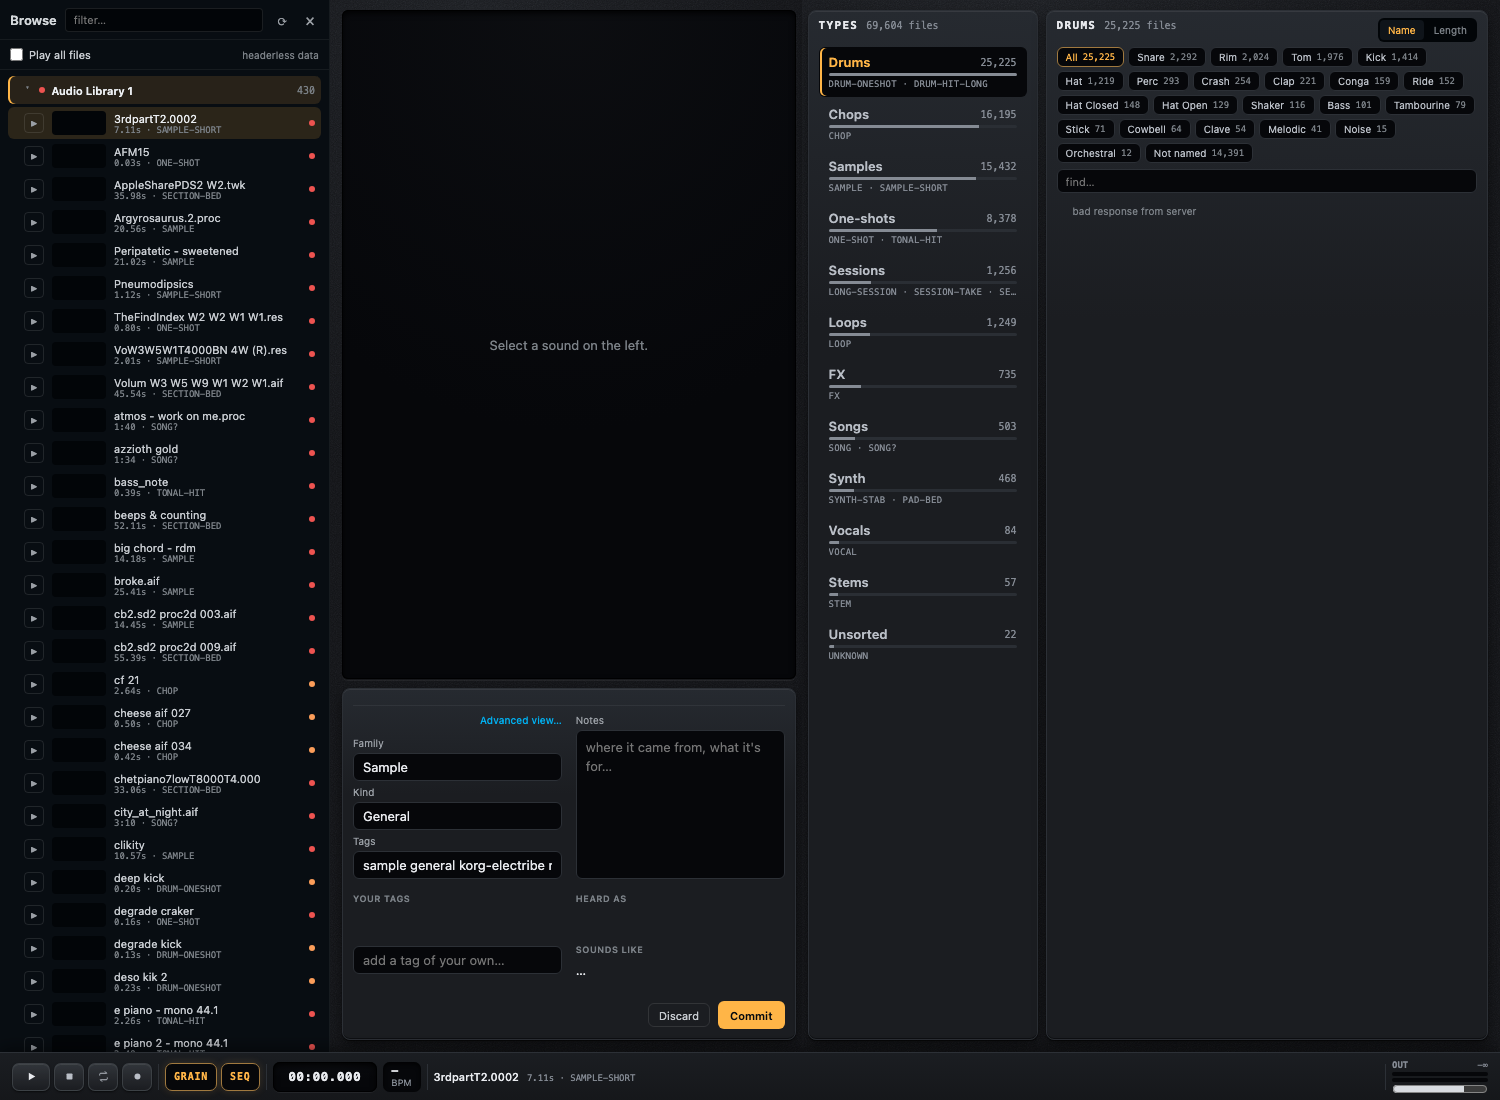 Browse
filter...
Play all files
headerless data
Audio Library 1
430
3rdpartT2.0002
7.11s · SAMPLE-SHORT
AFM15
0.03s · ONE-SHOT
AppleSharePDS2 W2.twk
35.98s · SECTION-BED
Argyrosaurus.2.proc
20.56s · SAMPLE
Peripatetic - sweetened
21.02s · SAMPLE
Pneumodipsics
1.12s · SAMPLE-SHORT
TheFindIndex W2 W2 W1 W1.res
0.80s · ONE-SHOT
VoW3W5W1T4000BN 4W (R).res
2.01s · SAMPLE-SHORT
Volum W3 W5 W9 W1 W2 W1.aif
45.54s · SECTION-BED
atmos - work on me.proc
1:40 · SONG?
azzioth gold
1:34 · SONG?
bass_note
0.39s · TONAL-HIT
beeps & counting
52.11s · SECTION-BED
big chord - rdm
14.18s · SAMPLE
broke.aif
25.41s · SAMPLE
cb2.sd2 proc2d 003.aif
14.45s · SAMPLE
cb2.sd2 proc2d 009.aif
55.39s · SECTION-BED
cf 21
2.64s · CHOP
cheese aif 027
0.50s · CHOP
cheese aif 034
0.42s · CHOP
chetpiano7lowT8000T4.000
33.06s · SECTION-BED
city_at_night.aif
3:10 · SONG?
clikity
10.57s · SAMPLE
deep kick
0.20s · DRUM-ONESHOT
degrade craker
0.16s · ONE-SHOT
degrade kick
0.13s · DRUM-ONESHOT
deso kik 2
0.23s · DRUM-ONESHOT
e piano - mono 44.1
2.26s · TONAL-HIT
e piano 2 - mono 44.1
Select a sound on the left.
Advanced view...
Family
Sample
Kind
General
Tags
sample general korg-electribe r
YOUR TAGS
add a tag of your own...
Notes
where it came from, what it's
for...
HEARD AS
SOUNDS LIKE
...
Discard
Commit
TYPES 69,604 files
Drums 25,225
DRUM-ONESHOT · DRUM-HIT-LONG
Chops 16,195
CHOP
Samples 15,432
SAMPLE · SAMPLE-SHORT
One-shots 8,378
ONE-SHOT · TONAL-HIT
Sessions 1,256
LONG-SESSION · SESSION-TAKE · SE…
Loops 1,249
LOOP
FX 735
FX
Songs 503
SONG · SONG?
Synth 468
SYNTH-STAB · PAD-BED
Vocals 84
VOCAL
Stems 57
STEM
Unsorted 22
UNKNOWN
DRUMS 25,225 files
Name Length
All 25,225 Snare 2,292 Rim 2,024 Tom 1,976 Kick 1,414
Hat 1,219 Perc 293 Crash 254 Clap 221 Conga 159 Ride 152
Hat Closed 148 Hat Open 129 Shaker 116 Bass 101 Tambourine 79
Stick 71 Cowbell 64 Clave 54 Melodic 41 Noise 15
Orchestral 12 Not named 14,391
find...
bad response from server
GRAIN SEQ
00:00.000
–
BPM
3rdpartT2.0002 7.11s · SAMPLE-SHORT
OUT -∞